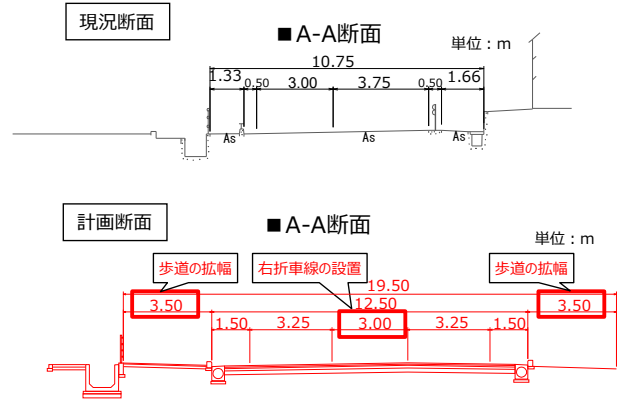 現況断面
■A-A断面
単位：m
10.75
1.33 0.50 3.00 3.75 0.50 1.66
As As As
計画断面
■A-A断面
単位：m
歩道の拡幅 右折車線の設置 歩道の拡幅
19.50
3.50 12.50 3.50
1.50 3.25 3.00 3.25 1.50